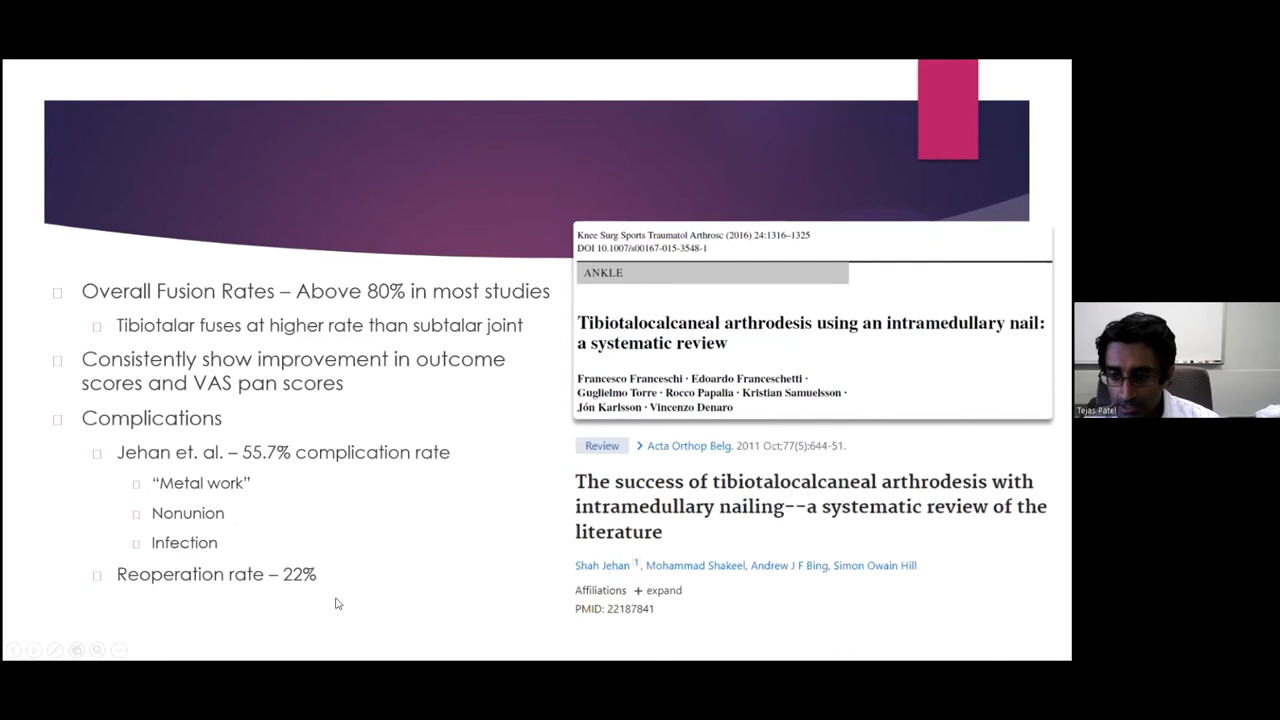 Overall Fusion Rates – Above 80% in most studies
Tibiotalar fuses at higher rate than subtalar joint
Consistently show improvement in outcome
scores and VAS pan scores
Complications
Jehan et. al. – 55.7% complication rate
“Metal work”
Nonunion
Infection
Reoperation rate – 22%
Knee Surg Sports Traumatol Arthrosc (2016) 24:1316–1325
DOI 10.1007/s00167-015-3548-1
ANKLE
Tibiotalocalcaneal arthrodesis using an intramedullary nail:
a systematic review
Francesco Franceschi · Edoardo Franceschetti ·
Guglielmo Torre · Rocco Papalia · Kristian Samuelsson ·
Jón Karlsson · Vincenzo Denaro
Review > Acta Orthop Belg. 2011 Oct;77(5):644-51.
The success of tibiotalocalcaneal arthrodesis with
intramedullary nailing--a systematic review of the
literature
Shah Jehan 1, Mohammad Shakeel, Andrew J F Bing, Simon Owain Hill
Affiliations + expand
PMID: 22187841
Tejas Patel